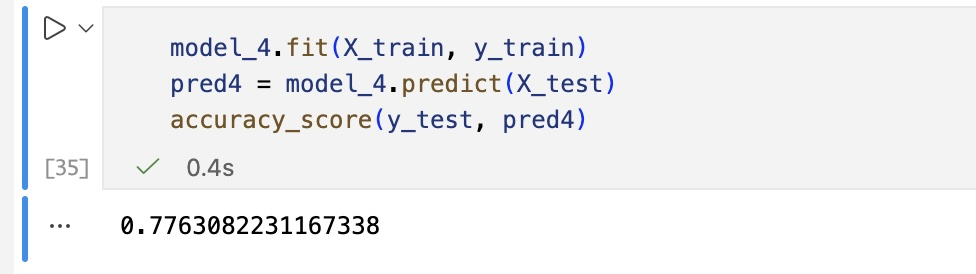 model_4.fit(X_train, y_train)
pred4 = model_4.predict(X_test)
accuracy_score(y_test, pred4)
[35] 0.4s
... 0.7763082231167338